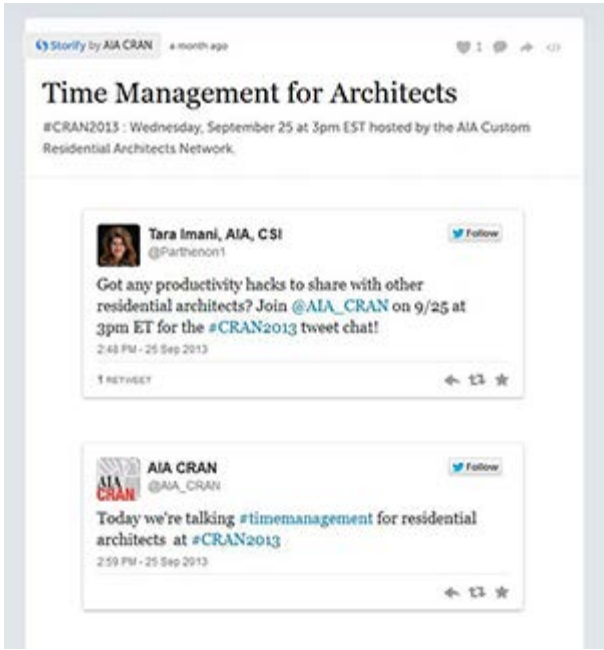 Storify by AIA CRAN a month ago 1
Time Management for Architects
#CRAN2013 : Wednesday, September 25 at 3pm EST hosted by the AIA Custom
Residential Architects Network.
Tara Imani, AIA, CSI
Follow
@Parthenon1
Got any productivity hacks to share with other
residential architects? Join @AIA_CRAN on 9/25 at
3pm ET for the #CRAN2013 tweet chat!
2:48 PM - 25 Sep 2013
1 RETWEET
AIA
CRAN
AIA CRAN
Follow
@AIA_CRAN
Today we're talking #timemanagement for residential
architects at #CRAN2013
2:59 PM - 25 Sep 2013